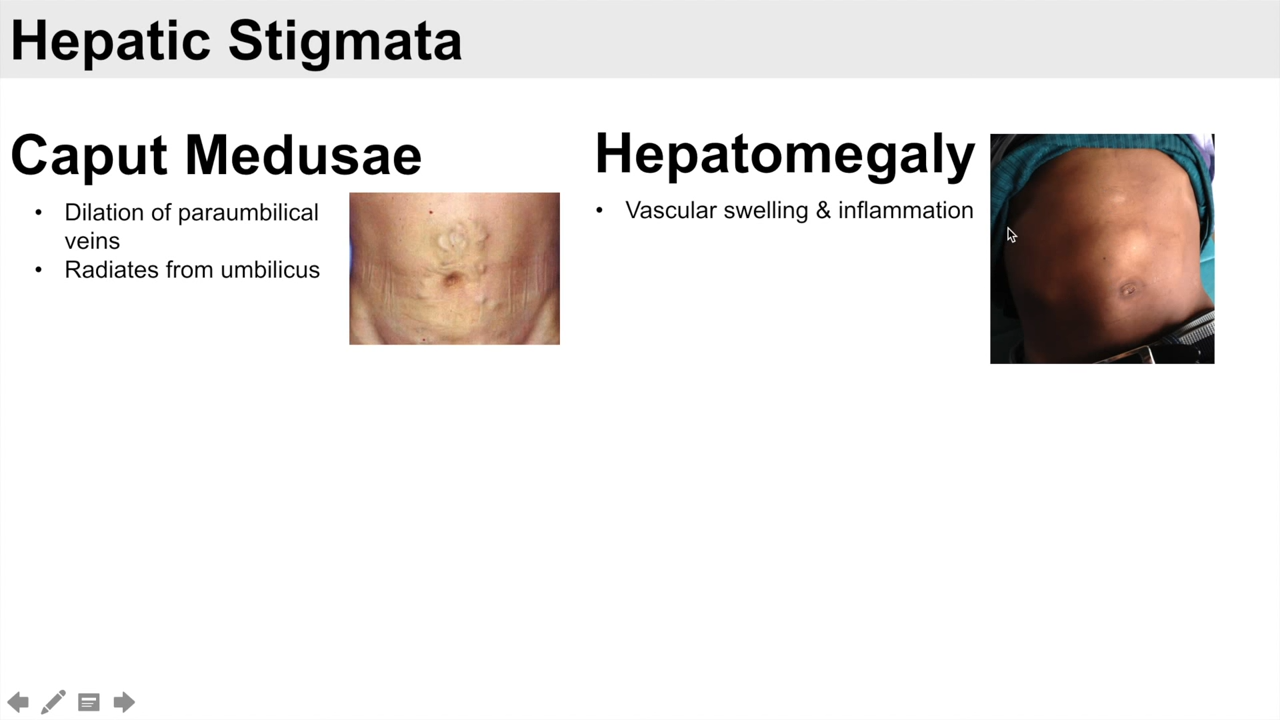 Hepatic Stigmata
Caput Medusae
• Dilation of paraumbilical
veins
• Radiates from umbilicus
Hepatomegaly
• Vascular swelling & inflammation